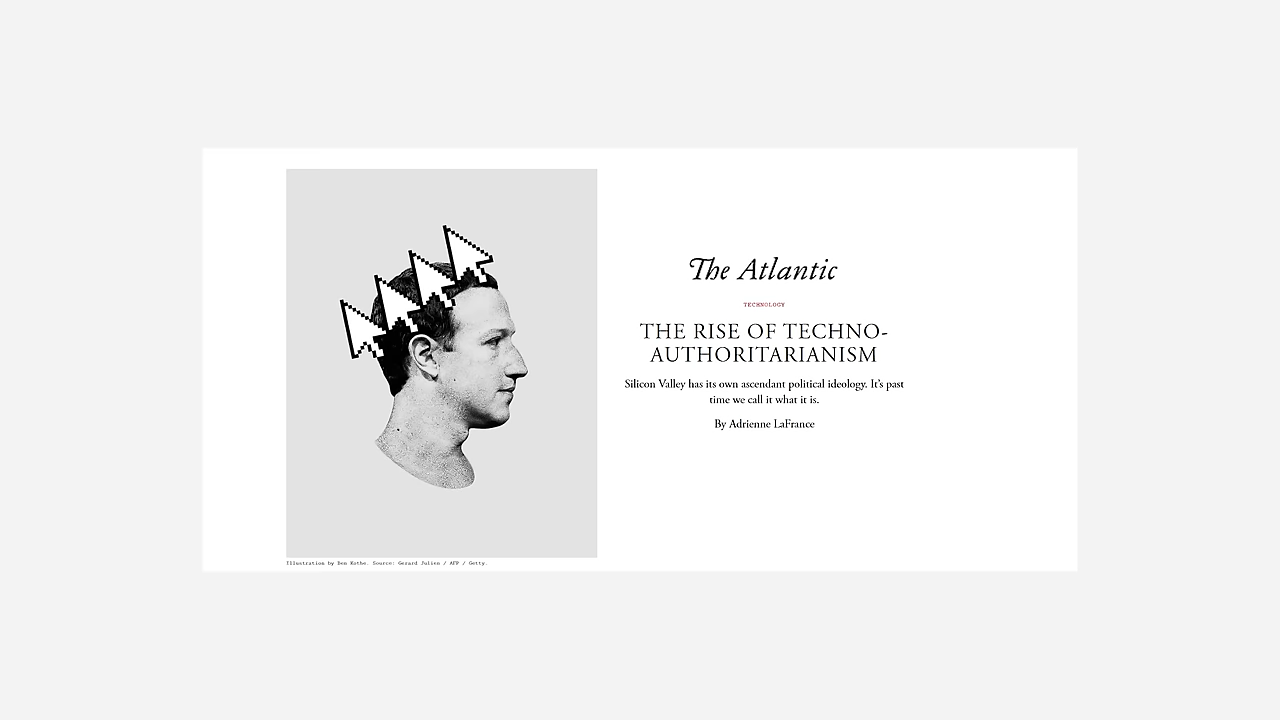 The Atlantic
TECHNOLOGY
THE RISE OF TECHNO-
AUTHORITARIANISM
Silicon Valley has its own ascendant political ideology. It's past
time we call it what it is.
By Adrienne LaFrance
Illustration by Ben Kothe. Source: Gerard Julien / AFP / Getty.